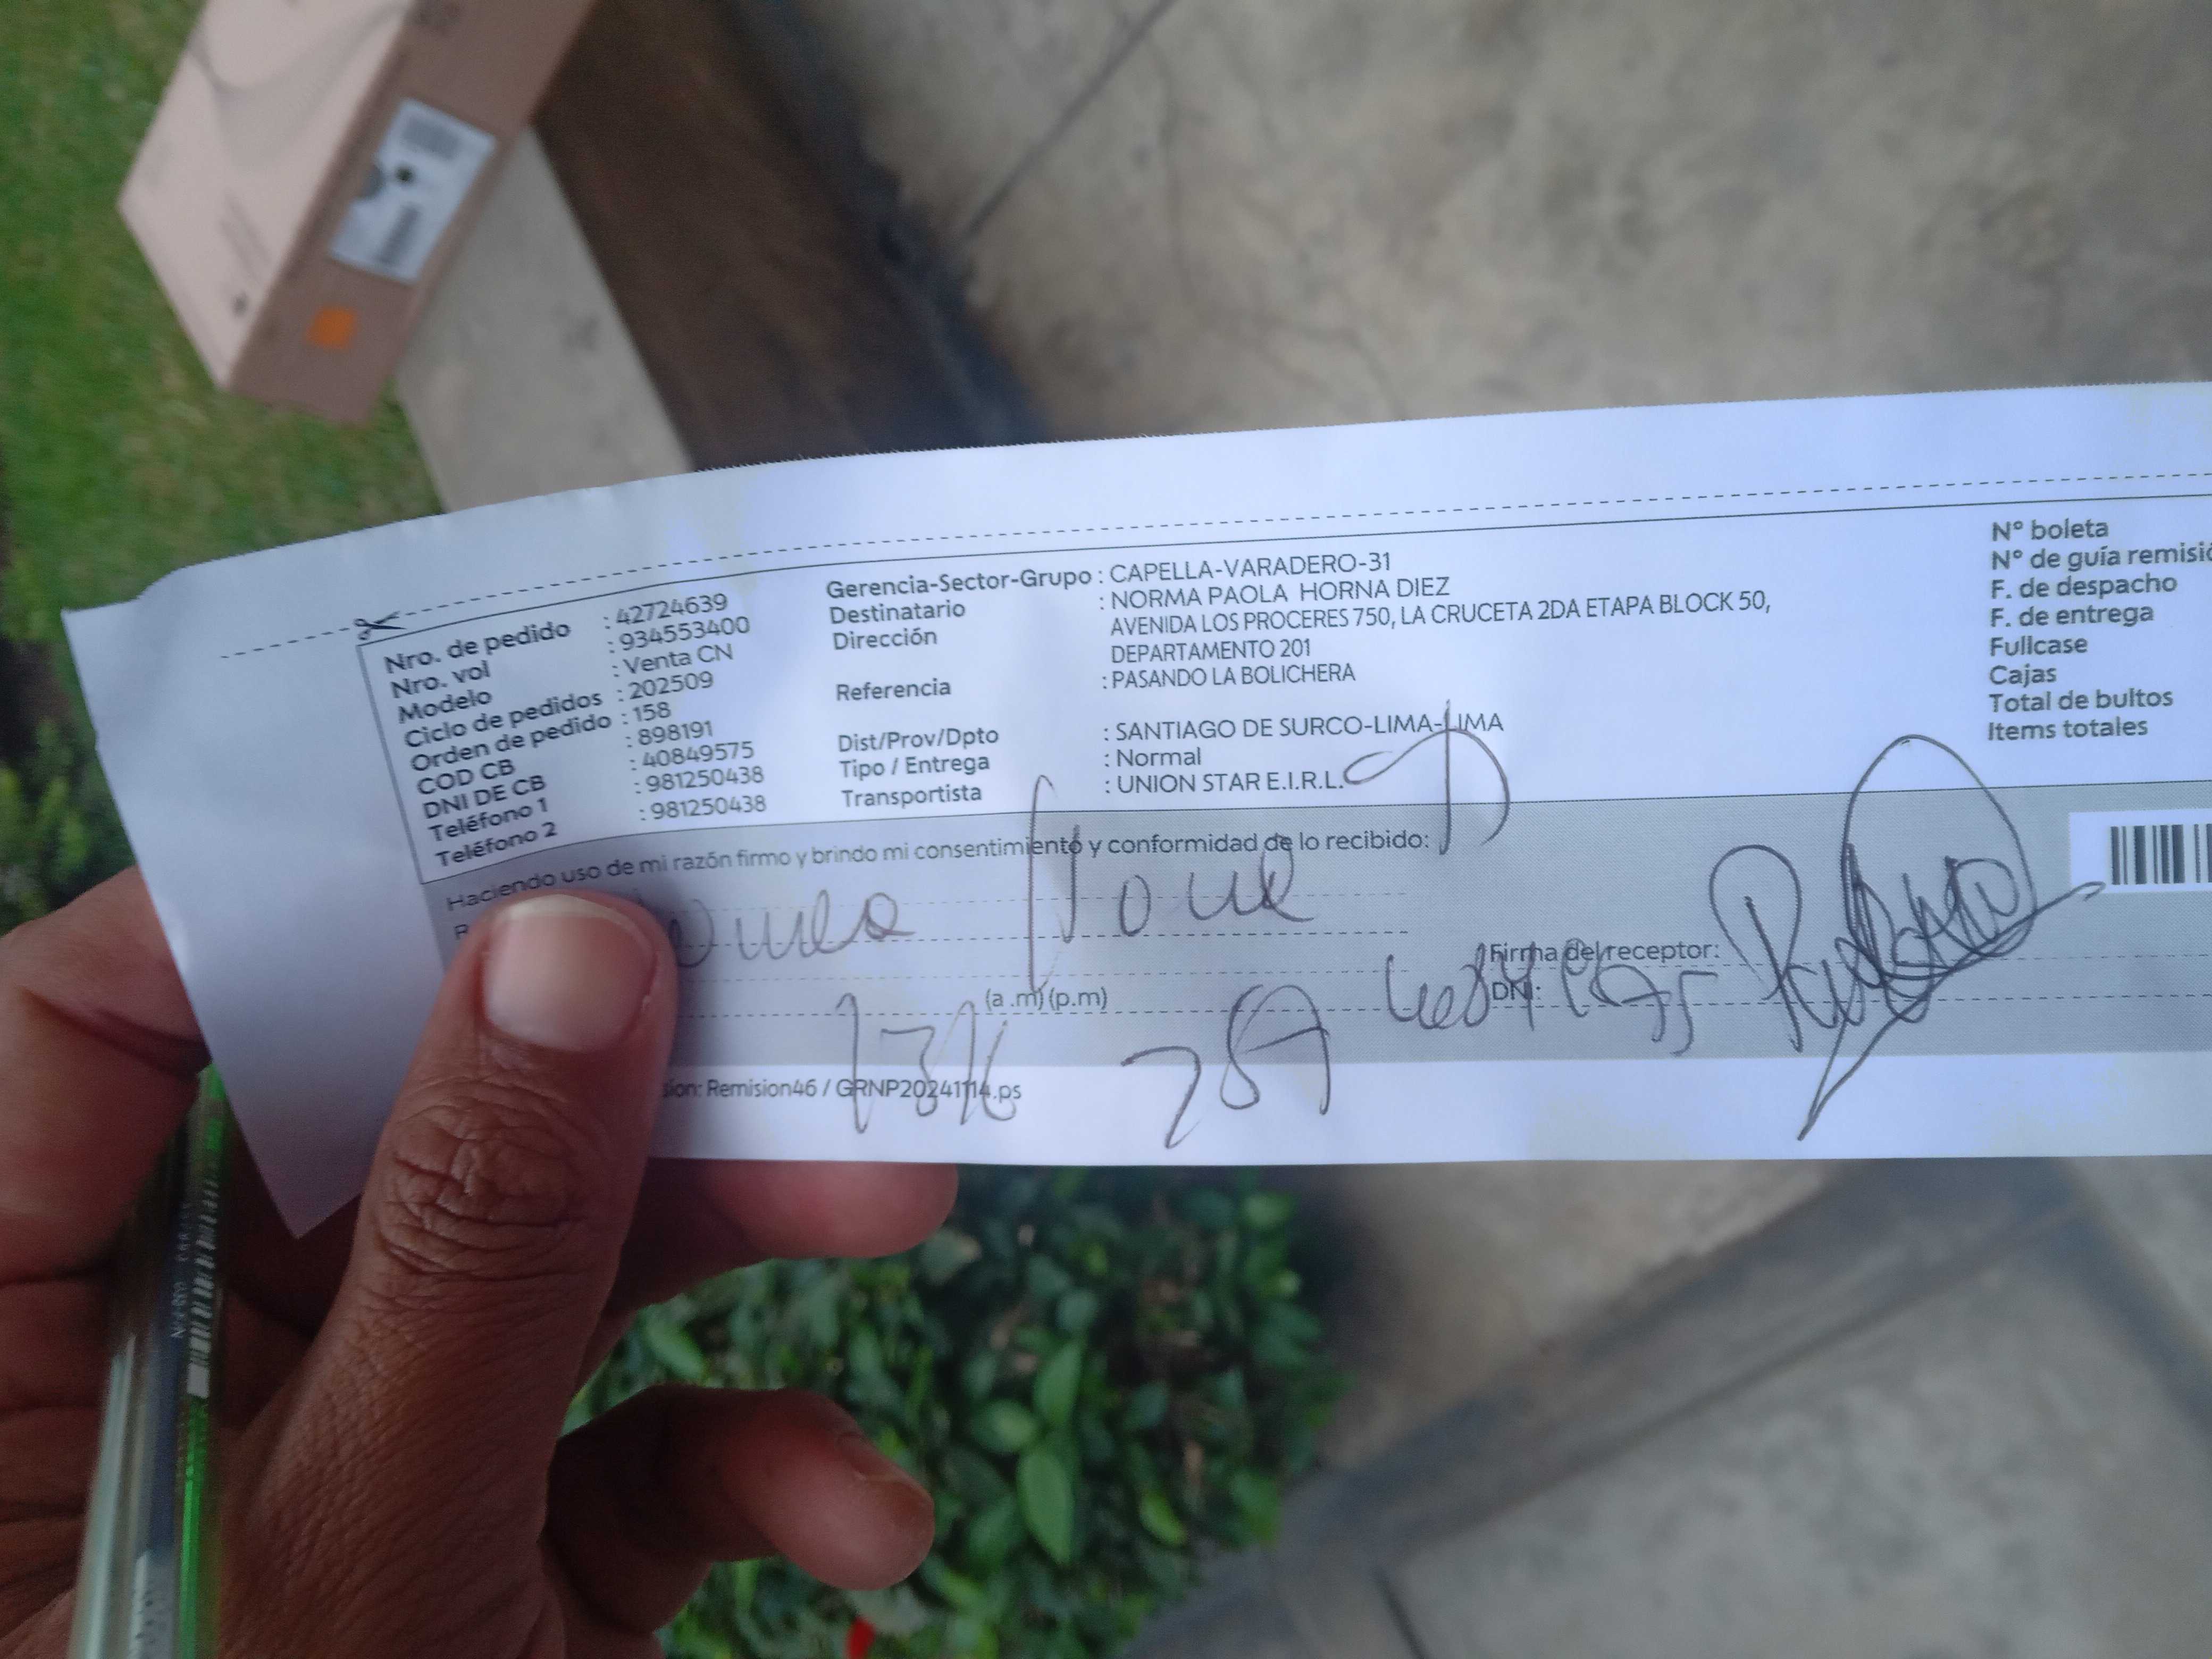 Nro. de pedido : 42724639
Nro. vol : 934553400
Modelo : Venta CN
Ciclo de pedidos : 202509
Orden de pedido : 158
COD CB : 898191
DNI DE CB : 40849575
Teléfono 1 : 981250438
Teléfono 2 : 981250438
Gerencia-Sector-Grupo : CAPELLA-VARADERO-31
Destinatario : NORMA PAOLA HORNA DIEZ
Dirección AVENIDA LOS PROCERES 750, LA CRUCETA 2DA ETAPA BLOCK 50,
DEPARTAMENTO 201
Referencia : PASANDO LA BOLICHERA
Dist/Prov/Dpto : SANTIAGO DE SURCO-LIMA-LIMA
Tipo / Entrega : Normal
Transportista : UNION STAR E.I.R.L.
Nº boleta
Nº de guía remisió
F. de despacho
F. de entrega
Fullcase
Cajas
Total de bultos
Items totales
Haciendo uso de mi razón firmo y brindo mi consentimiento y conformidad de lo recibido:
Firma del receptor:
(a .m) (p.m)
DNI:
sion: Remision46 / GRNP20241114.ps